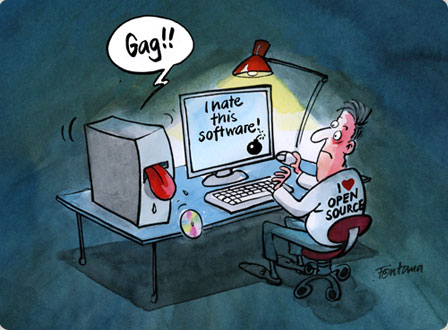 Gag!!
I hate
this
software!
I ♥
OPEN
SOURCE
Fontana